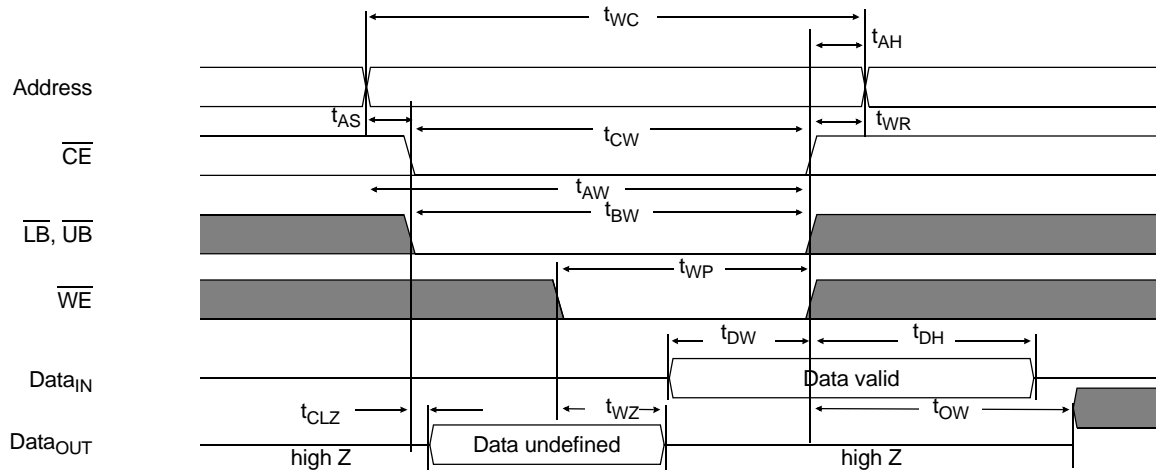 tWC
tAH
Address
tAS
tCW
tWR
CE
tAW
LB, UB
tBW
WE
tWP
tDW
tDH
DataIN
Data valid
tCLZ
tWZ
tOW
DataOUT
Data undefined
high Z
high Z